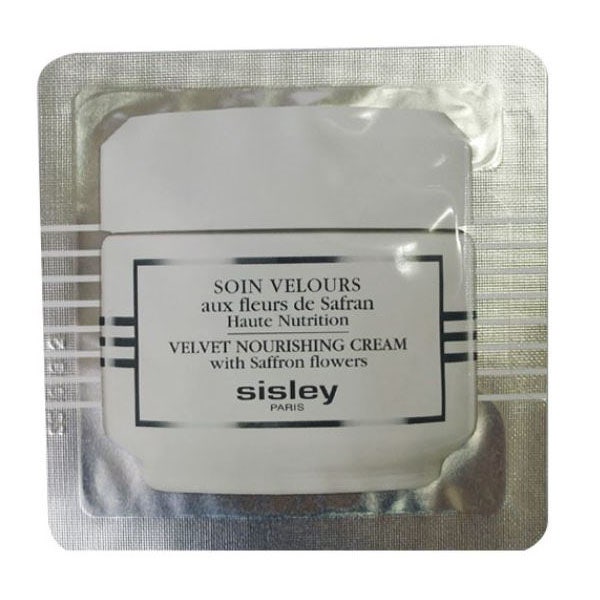 SOIN VELOURS
aux fleurs de Safran
Haute Nutrition
VELVET NOURISHING CREAM
with Saffron flowers
sisley
PARIS